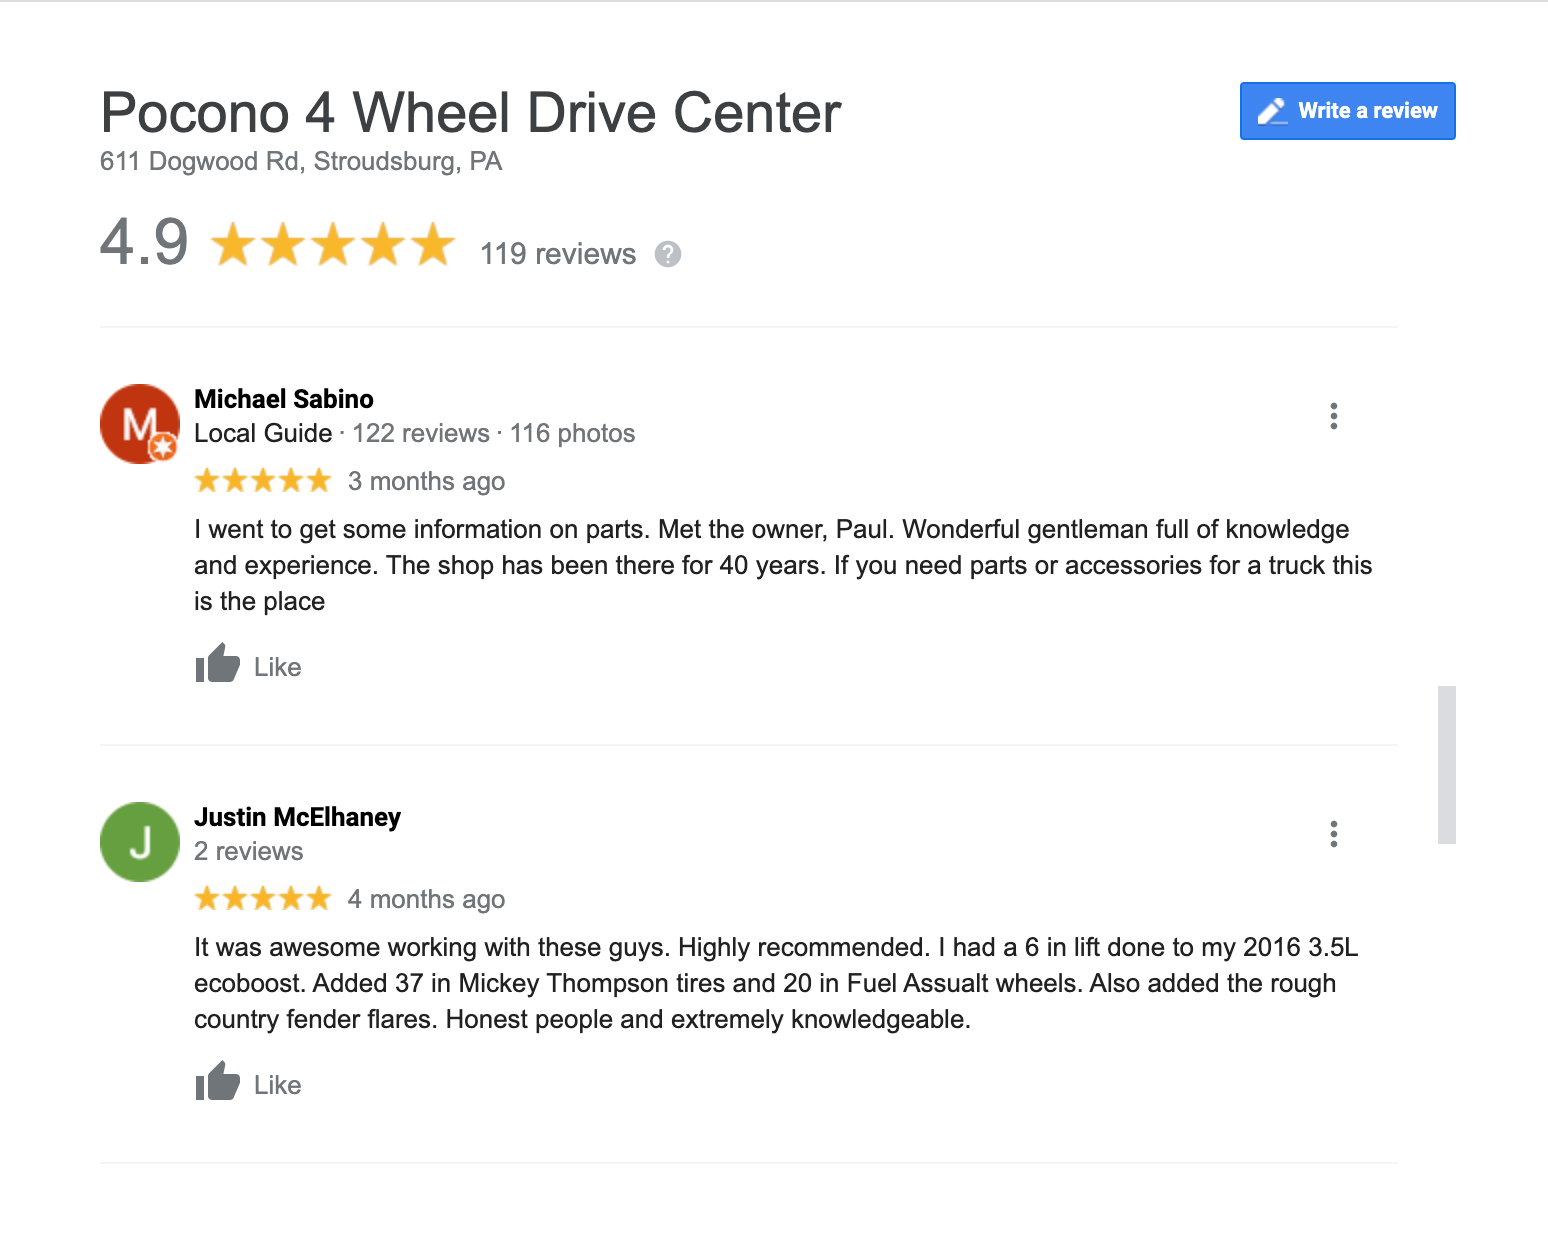 Pocono 4 Wheel Drive Center
Write a review
611 Dogwood Rd, Stroudsburg, PA
4.9 119 reviews ?
M
Michael Sabino
Local Guide · 122 reviews · 116 photos
3 months ago
I went to get some information on parts. Met the owner, Paul. Wonderful gentleman full of knowledge
and experience. The shop has been there for 40 years. If you need parts or accessories for a truck this
is the place
Like
J
Justin McElhaney
2 reviews
4 months ago
It was awesome working with these guys. Highly recommended. I had a 6 in lift done to my 2016 3.5L
ecoboost. Added 37 in Mickey Thompson tires and 20 in Fuel Assualt wheels. Also added the rough
country fender flares. Honest people and extremely knowledgeable.
Like